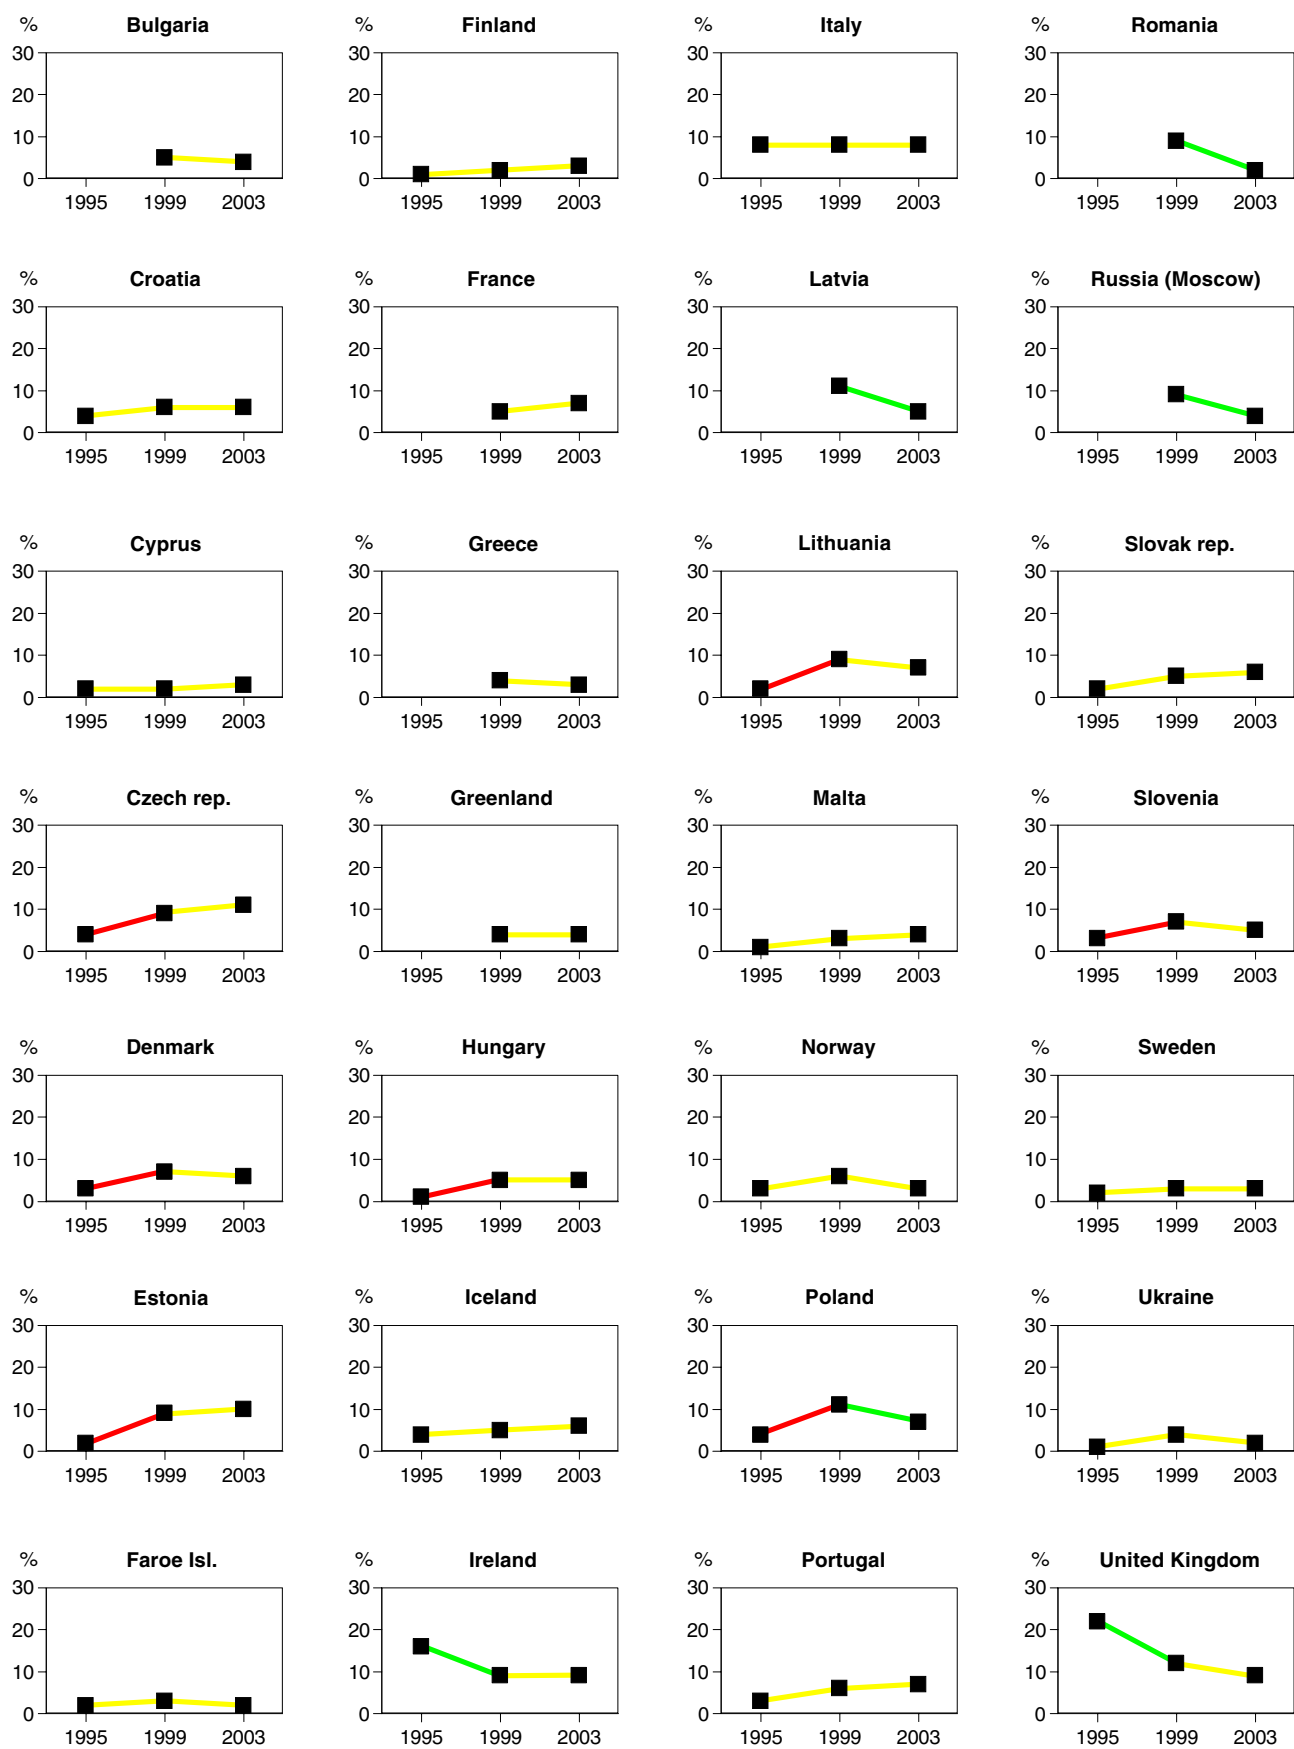 % Bulgaria
30
20
10
0
1995 1999 2003
% Finland
30
20
10
0
1995 1999 2003
% Italy
30
20
10
0
1995 1999 2003
% Romania
30
20
10
0
1995 1999 2003
% Croatia
30
20
10
0
1995 1999 2003
% France
30
20
10
0
1995 1999 2003
% Latvia
30
20
10
0
1995 1999 2003
% Russia (Moscow)
30
20
10
0
1995 1999 2003
% Cyprus
30
20
10
0
1995 1999 2003
% Greece
30
20
10
0
1995 1999 2003
% Lithuania
30
20
10
0
1995 1999 2003
% Slovak rep.
30
20
10
0
1995 1999 2003
% Czech rep.
30
20
10
0
1995 1999 2003
% Greenland
30
20
10
0
1995 1999 2003
% Malta
30
20
10
0
1995 1999 2003
% Slovenia
30
20
10
0
1995 1999 2003
% Denmark
30
20
10
0
1995 1999 2003
% Hungary
30
20
10
0
1995 1999 2003
% Norway
30
20
10
0
1995 1999 2003
% Sweden
30
20
10
0
1995 1999 2003
% Estonia
30
20
10
0
1995 1999 2003
% Iceland
30
20
10
0
1995 1999 2003
% Poland
30
20
10
0
1995 1999 2003
% Ukraine
30
20
10
0
1995 1999 2003
% Faroe Isl.
30
20
10
0
1995 1999 2003
% Ireland
30
20
10
0
1995 1999 2003
% Portugal
30
20
10
0
1995 1999 2003
% United Kingdom
30
20
10
0
1995 1999 2003